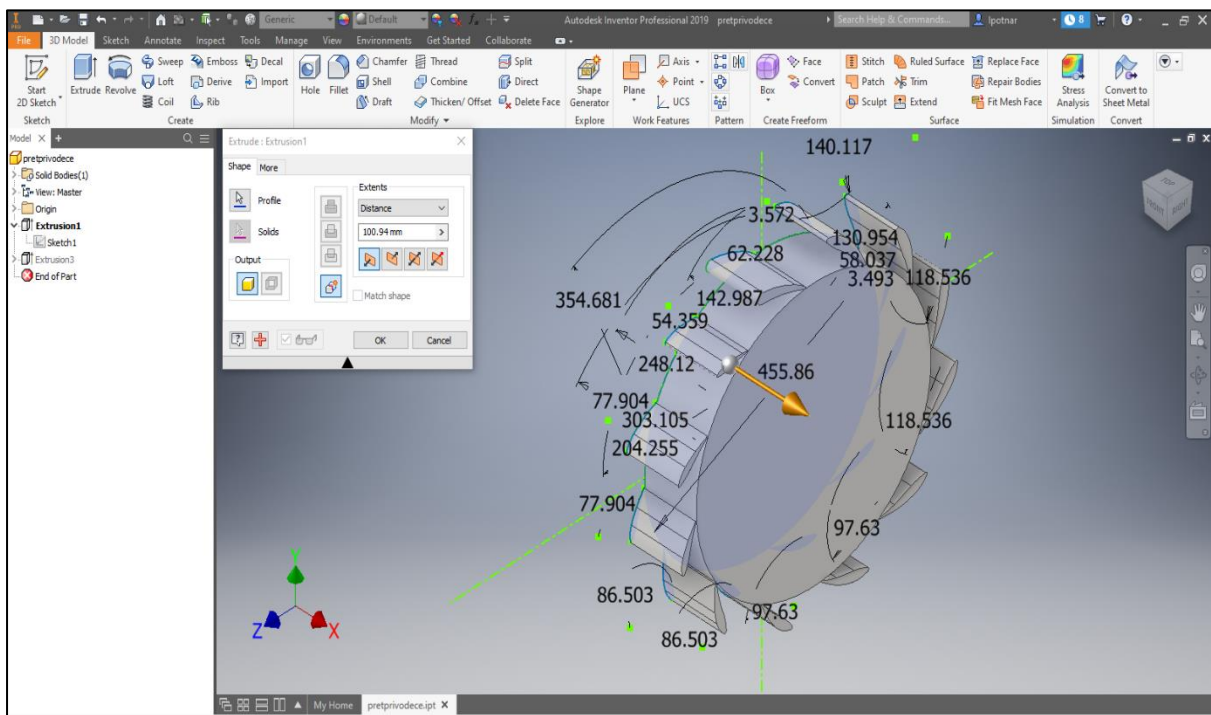 PRO
Generic
Default
Autodesk Inventor Professional 2019 pretprivodece
Search Help & Commands...
lpotnar
8
File 3D Model Sketch Annotate Inspect Tools Manage View Environments Get Started Collaborate
Start
2D Sketch
Extrude Revolve
Sweep Emboss Decal
Loft Derive Import
Coil Rib
Hole Fillet
Chamfer Thread Split
Shell Combine Direct
Draft Thicken/ Offset Delete Face
Shape
Generator
Plane
Axis
Point
UCS
Box
Face
Convert
Stitch Ruled Surface Replace Face
Patch Trim Repair Bodies
Sculpt Extend Fit Mesh Face
Stress
Analysis
Convert to
Sheet Metal
Sketch Create Modify Explore Work Features Pattern Create Freeform Surface Simulation Convert
Model
pretprivodece
Solid Bodies(1)
View: Master
Origin
Extrusion1
Sketch1
Extrusion3
End of Part
Extrude : Extrusion1
Shape More
Profile
Solids
Output
Extents
Distance
100.94 mm
Match shape
OK Cancel
140.117
3.572
130.954
62.228
58.037
3.493 118.536
354.681
142.987
54.359
248.12
455.86
77.904
303.105
118.536
204.255
77.904
97.63
86.503
97.63
86.503
TOP
FRONT
RIGHT
Y
Z
X
My Home pretprivodece.ipt